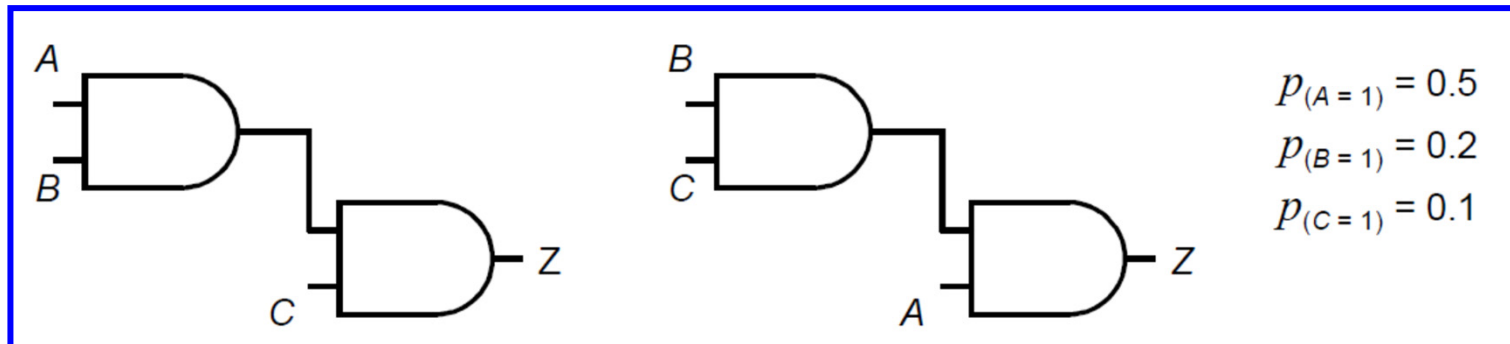 A
B
C
Z
B
C
A
Z
p(A = 1) = 0.5
p(B = 1) = 0.2
p(C = 1) = 0.1